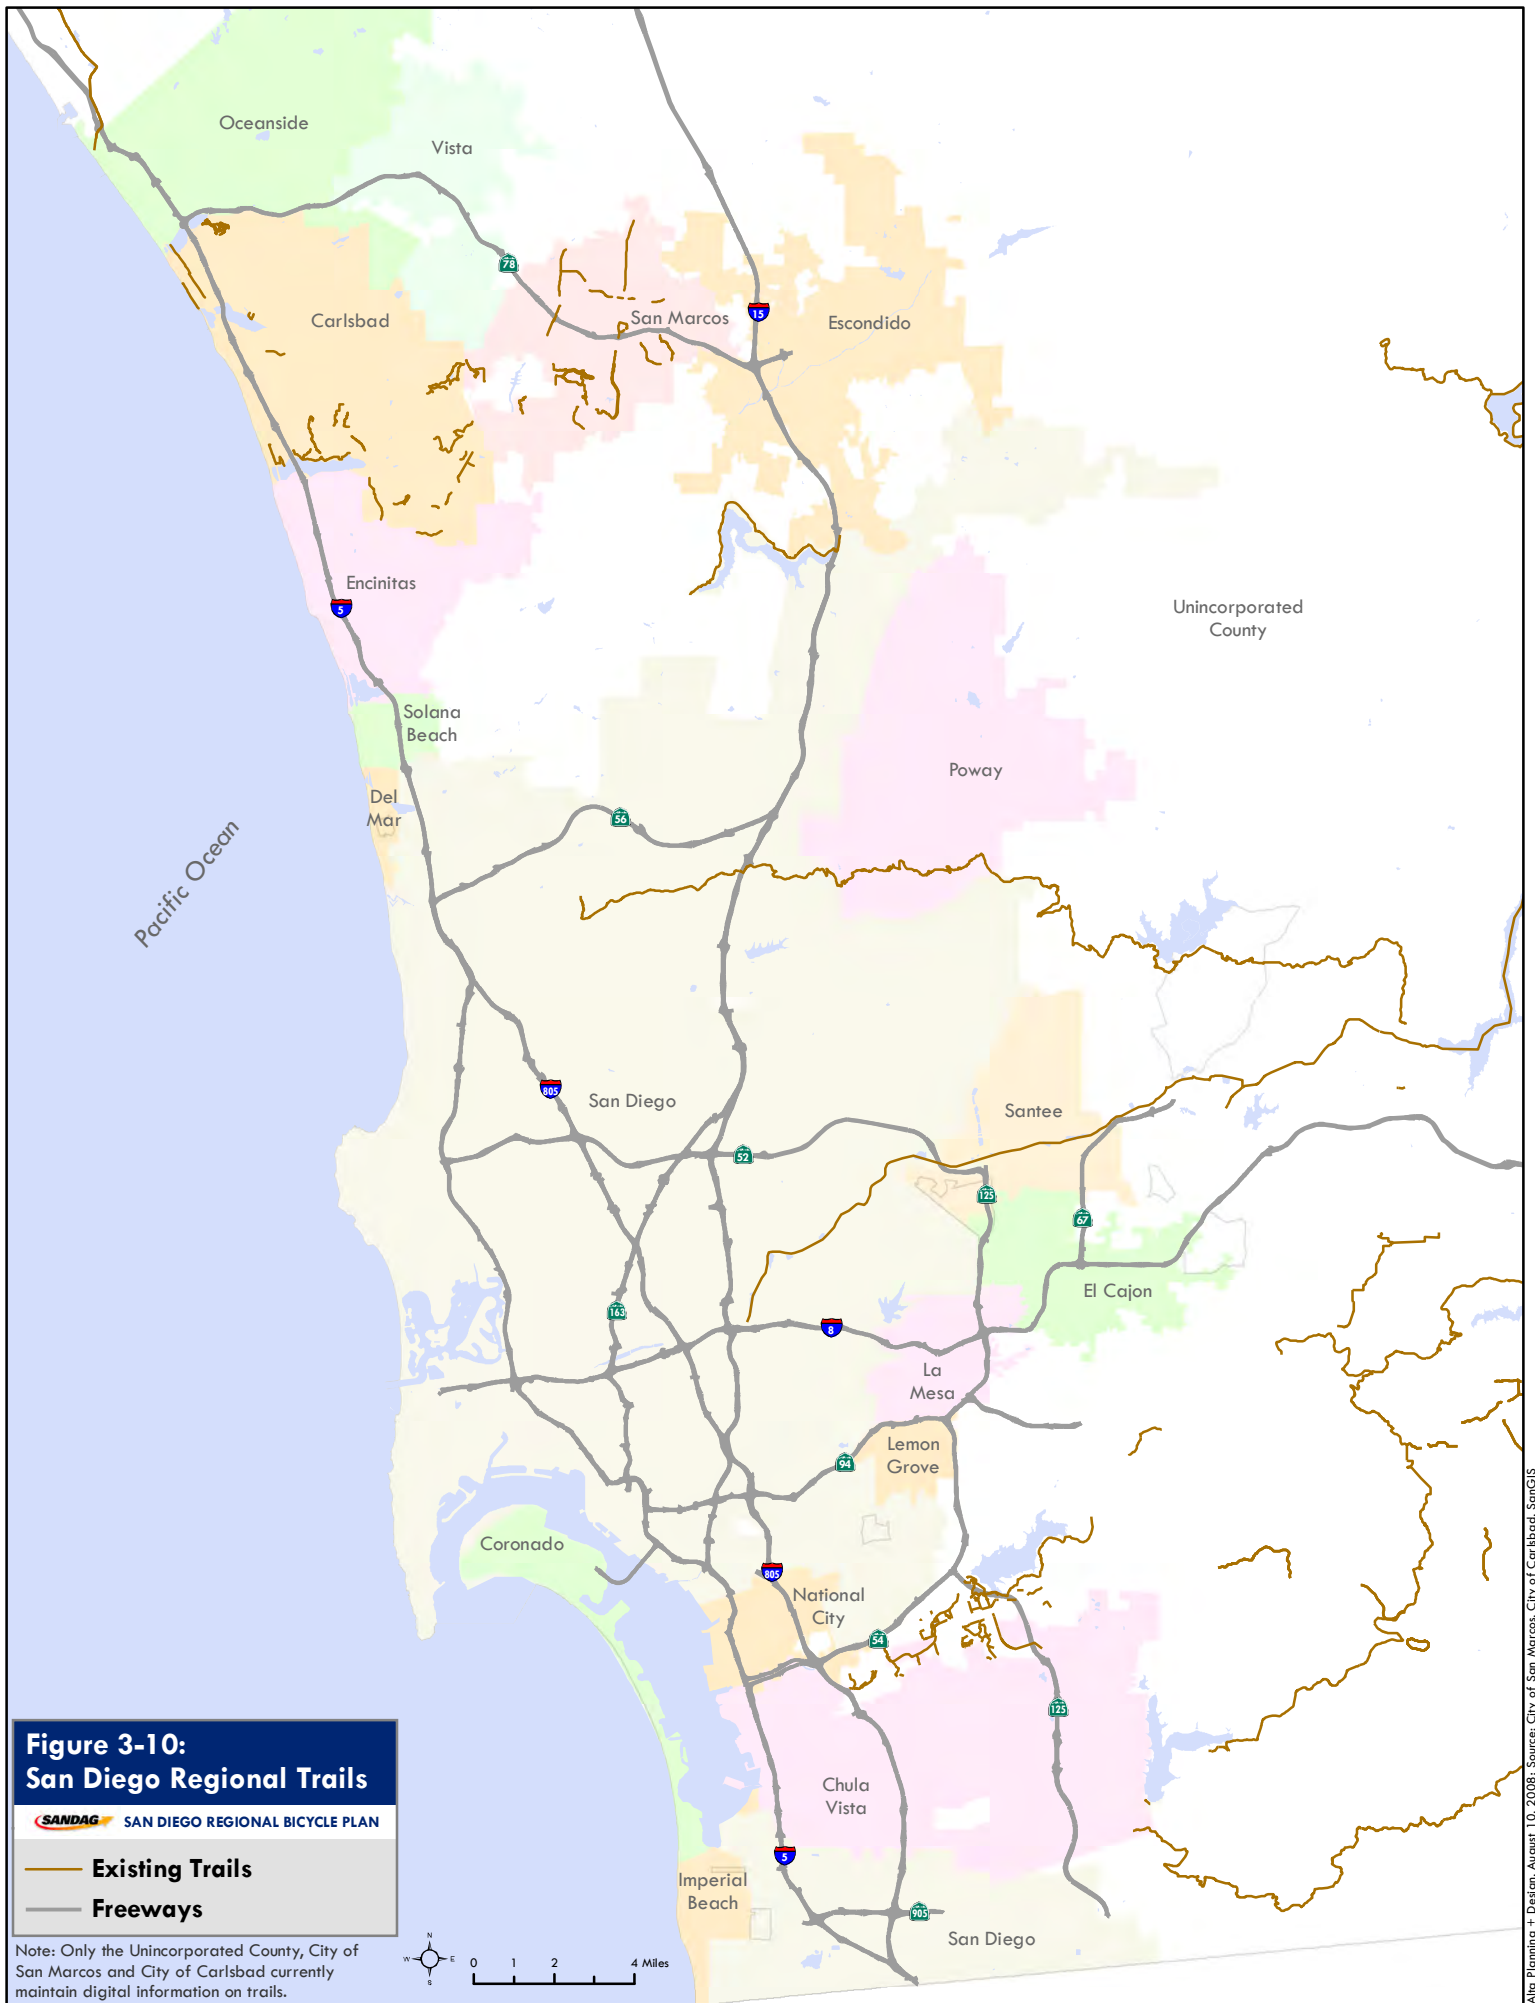 Oceanside
Vista
78
Carlsbad
San Marcos
15
Escondido
Encinitas
5
Unincorporated
County
Solana
Beach
Del
Mar
Poway
56
Pacific Ocean
805
San Diego
Santee
52
125
67
163
El Cajon
8
La
Mesa
Lemon
Grove
94
Coronado
805
National
City
54
125
Chula
Vista
5
Imperial
Beach
905
San Diego
Figure 3-10:
San Diego Regional Trails
SANDAG SAN DIEGO REGIONAL BICYCLE PLAN
Existing Trails
Freeways
Note: Only the Unincorporated County, City of
San Marcos and City of Carlsbad currently
maintain digital information on trails.
N
W E
S
0 1 2 4 Miles
Alta Planning + Design, August 10, 2008; Source: City of San Marcos, City of Carlsbad, SanGIS